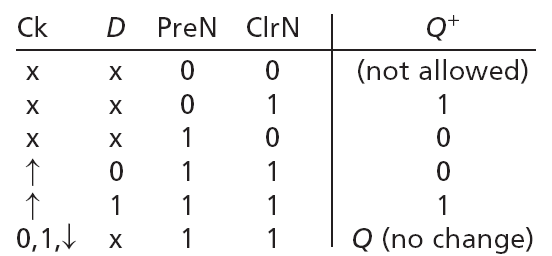 Ck D PreN ClrN Q⁺
x x 0 0 (not allowed)
x x 0 1 1
x x 1 0 0
↑ 0 1 1 0
↑ 1 1 1 1
0,1,↓ x 1 1 Q (no change)